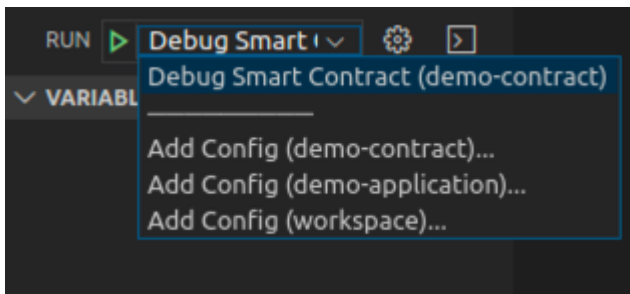 RUN Debug Smart
Debug Smart Contract (demo-contract)
VARIABL
Add Config (demo-contract)...
Add Config (demo-application)...
Add Config (workspace)...